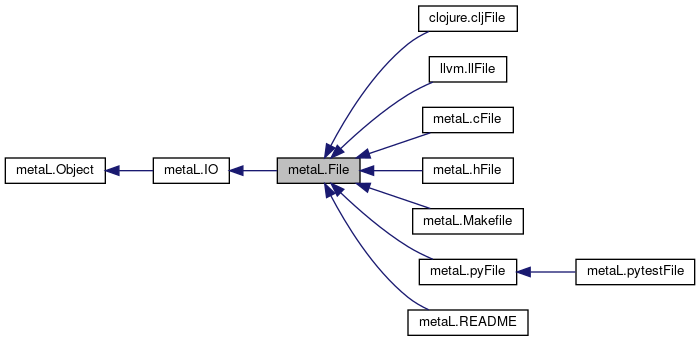 clojure.cljFile
llvm.llFile
metaL.cFile
metaL.Object
metaL.IO
metaL.File
metaL.hFile
metaL.Makefile
metaL.pyFile
metaL.pytestFile
metaL.README